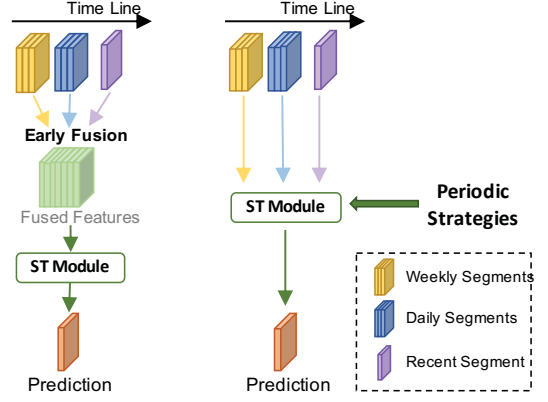 Time Line
Early Fusion
Fused Features
ST Module
Prediction
Time Line
ST Module
Periodic
Strategies
Prediction
Weekly Segments
Daily Segments
Recent Segment